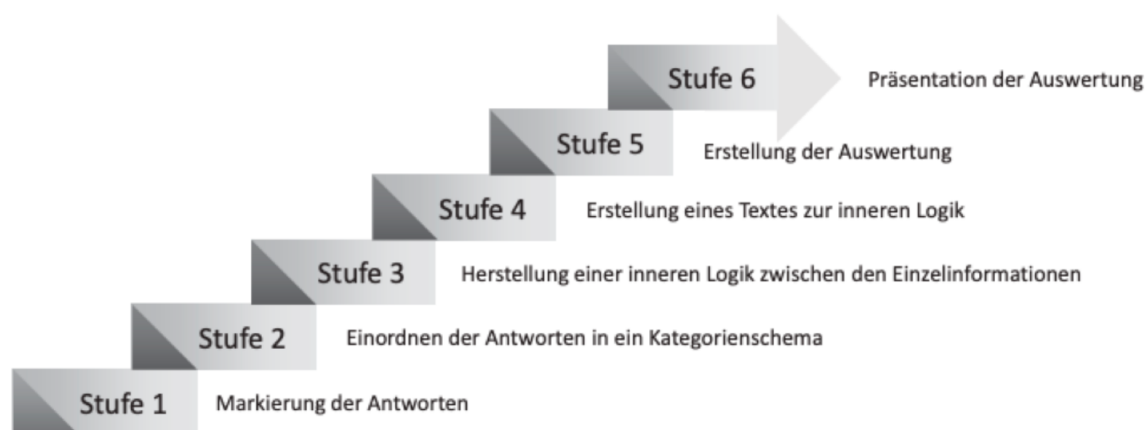 Stufe 6 Präsentation der Auswertung
Stufe 5 Erstellung der Auswertung
Stufe 4 Erstellung eines Textes zur inneren Logik
Stufe 3 Herstellung einer inneren Logik zwischen den Einzelinformationen
Stufe 2 Einordnen der Antworten in ein Kategorienschema
Stufe 1 Markierung der Antworten